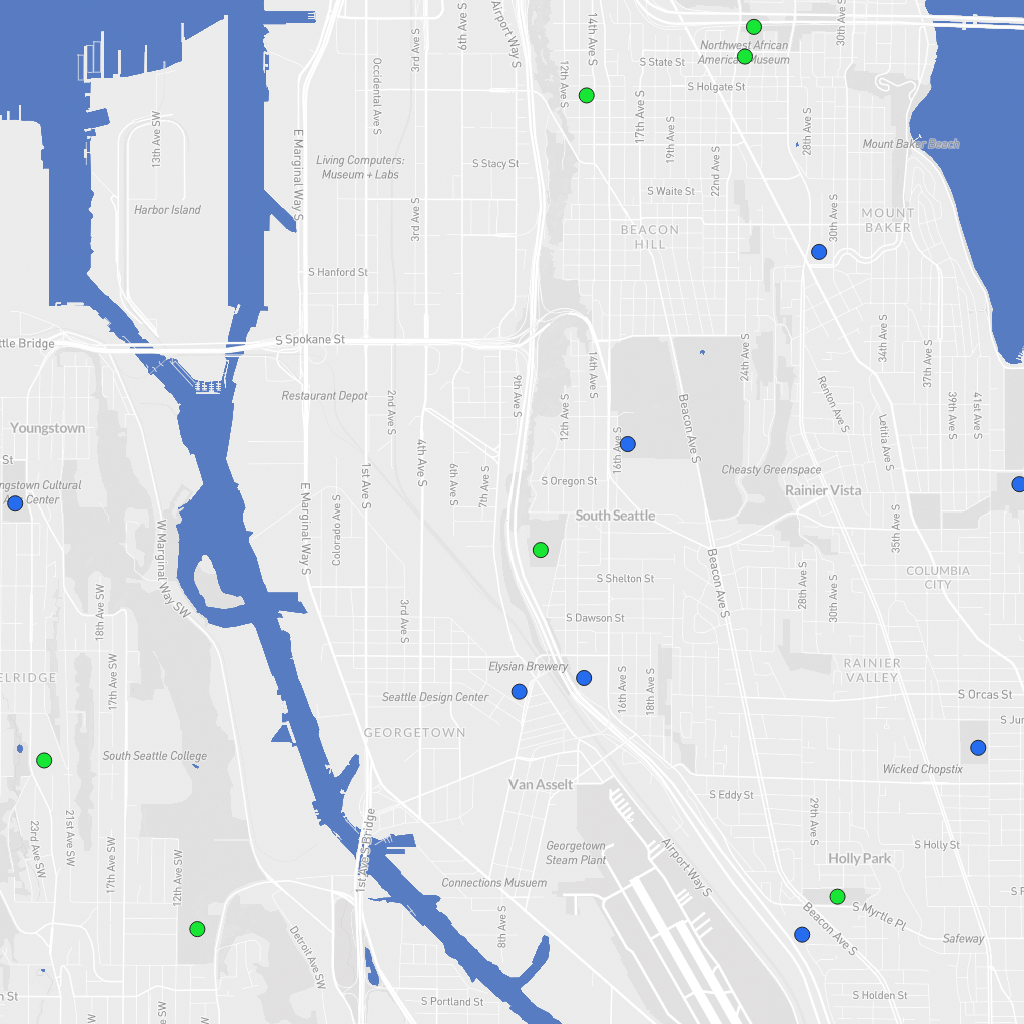 6th Ave S
Airport Way S
14th Ave S
30th Ave S
3rd Ave S
Northwest African
American Museum
S State St
12th Ave S
S Holgate St
Occidental Ave S
17th Ave S
13th Ave SW
19th Ave S
28th Ave S
Mount Baker Beach
Living Computers:
Museum + Labs
S Stacy St
22nd Ave S
E Marginal Way S
S Waite St
Harbor Island
3rd Ave S
30th Ave S
MOUNT
BAKER
BEACON
HILL
S Hanford St
S Spokane St
ttle Bridge
34th Ave S
24th Ave S
37th Ave S
14th Ave S
9th Ave S
Restaurant Depot
2nd Ave S
Renton Ave S
39th Ave S
41st Ave S
12th Ave S
Beacon Ave S
Youngstown
Letitia Ave S
16th Ave S
4th Ave S
St
Cheasty Greenspace
1st Ave S
9th Ave S
7th Ave S
S Oregon St
ngstown Cultural
Arts Center
Rainier Vista
South Seattle
E Marginal Way S
Colorado Ave S
35th Ave S
W Marginal Way SW
S Shelton St
COLUMBIA
CITY
Beacon Ave S
28th Ave S
30th Ave S
18th Ave SW
3rd Ave S
S Dawson St
Elysian Brewery
RAINIER
VALLEY
ELRIDGE
17th Ave SW
16th Ave S
18th Ave S
Seattle Design Center
S Orcas St
S Jun
GEORGETOWN
South Seattle College
Wicked Chopstix
Van Asselt
S Eddy St
29th Ave S
23rd Ave SW
21st Ave SW
17th Ave SW
1st Ave S Bridge
Georgetown
Steam Plant
S Holly St
Holly Park
Airport Way S
12th Ave SW
Connections Musuem
S Myrtle Pl
Beacon Ave S
8th Ave S
Safeway
Detroit Ave SW
n St
S Portland St
S Holden St